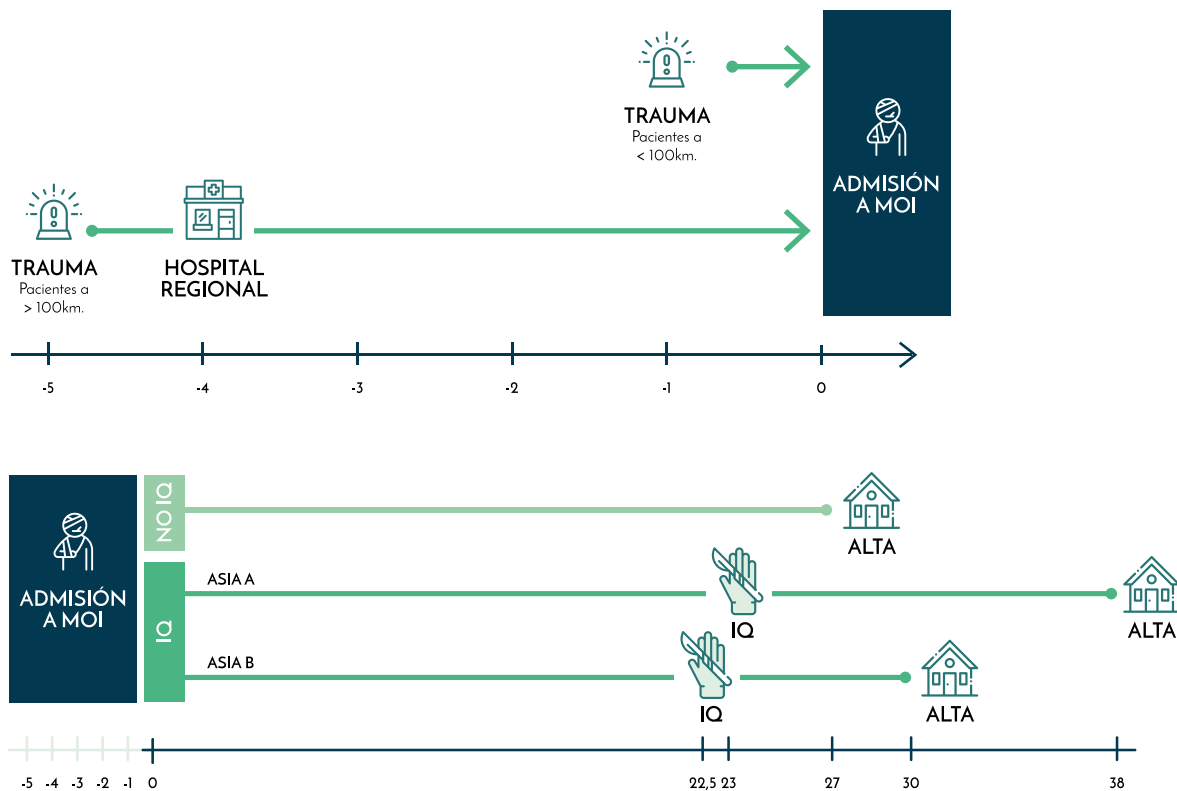 TRAUMA
Pacientes a
< 100km.
ADMISIÓN
A MOI
TRAUMA
Pacientes a
> 100km.
HOSPITAL
REGIONAL
-5 -4 -3 -2 -1 0
ADMISIÓN
A MOI
NO IQ
ALTA
IQ
ASIA A
IQ
ALTA
ASIA B
IQ
ALTA
-5 -4 -3 -2 -1 0 22,5 23 27 30 38